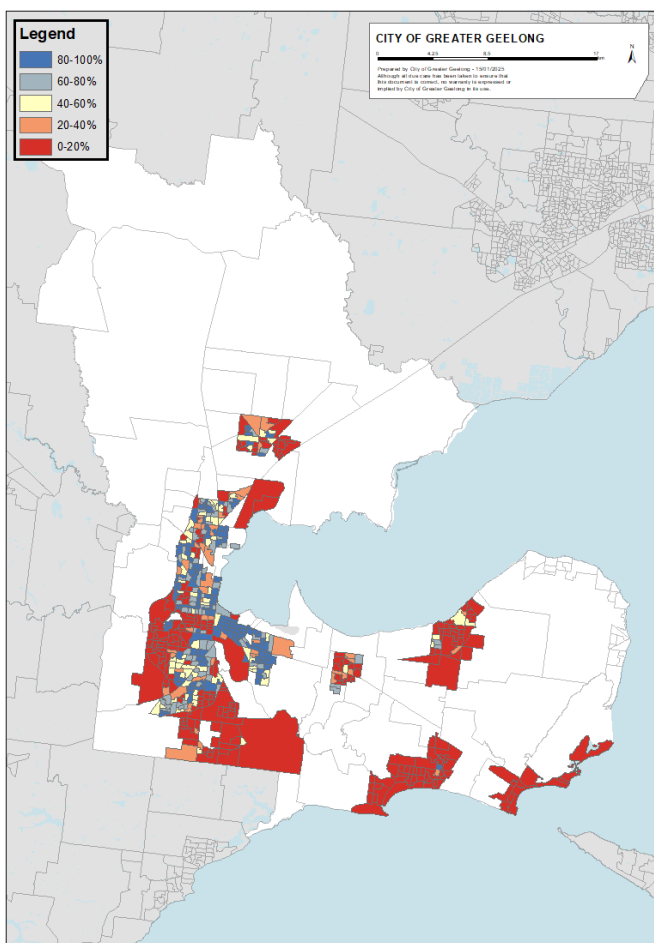 Legend
80-100%
60-80%
40-60%
20-40%
0-20%
CITY OF GREATER GEELONG
0 4.25 8.5 17
km
N
Prepared by City of Greater Geelong - 15/01/2025
Although all due care has been taken to ensure that
this document is correct, no warranty is expressed or
implied by City of Greater Geelong in its use.